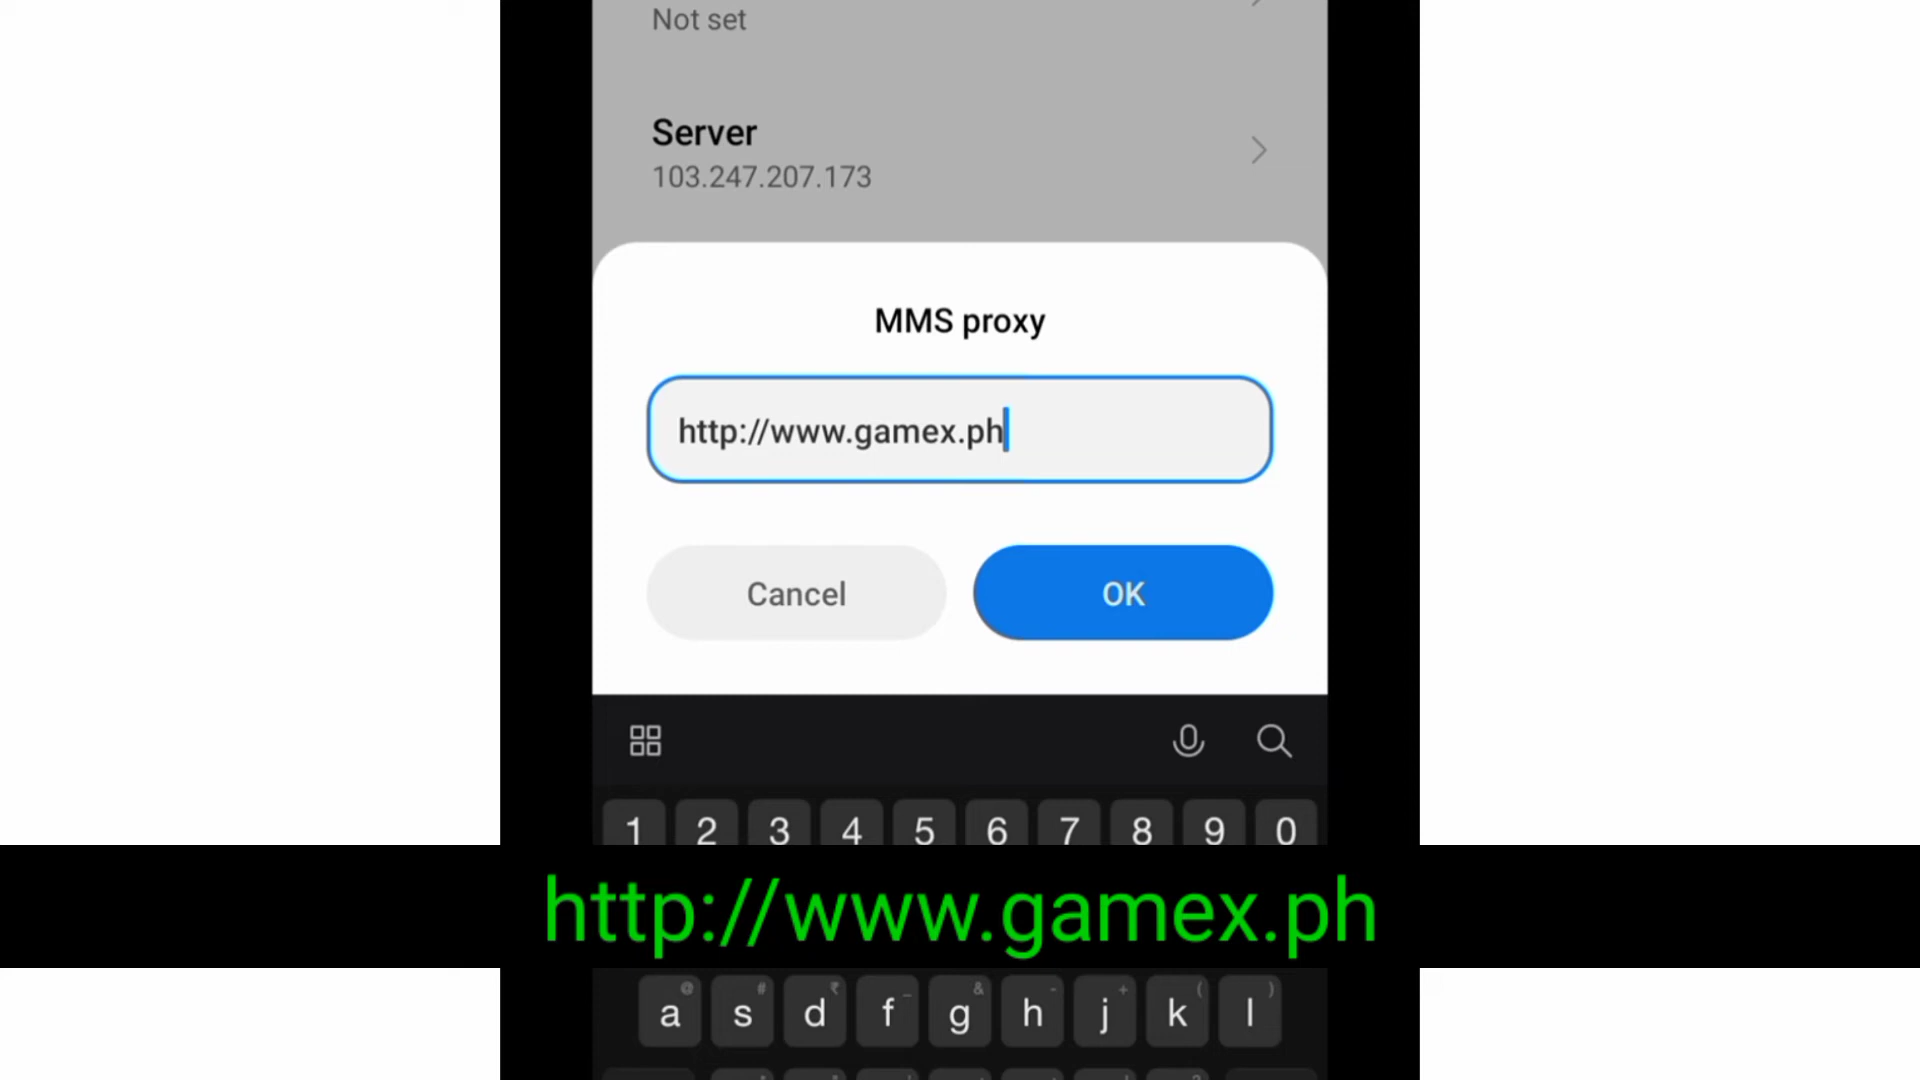 Not set
Server
103.247.207.173
MMS proxy
http://www.gamex.ph
Cancel
OK
1 2 3 4 5 6 7 8 9 0
http://www.gamex.ph
@ # ₹ _ & - + ( )
a s d f g h j k l